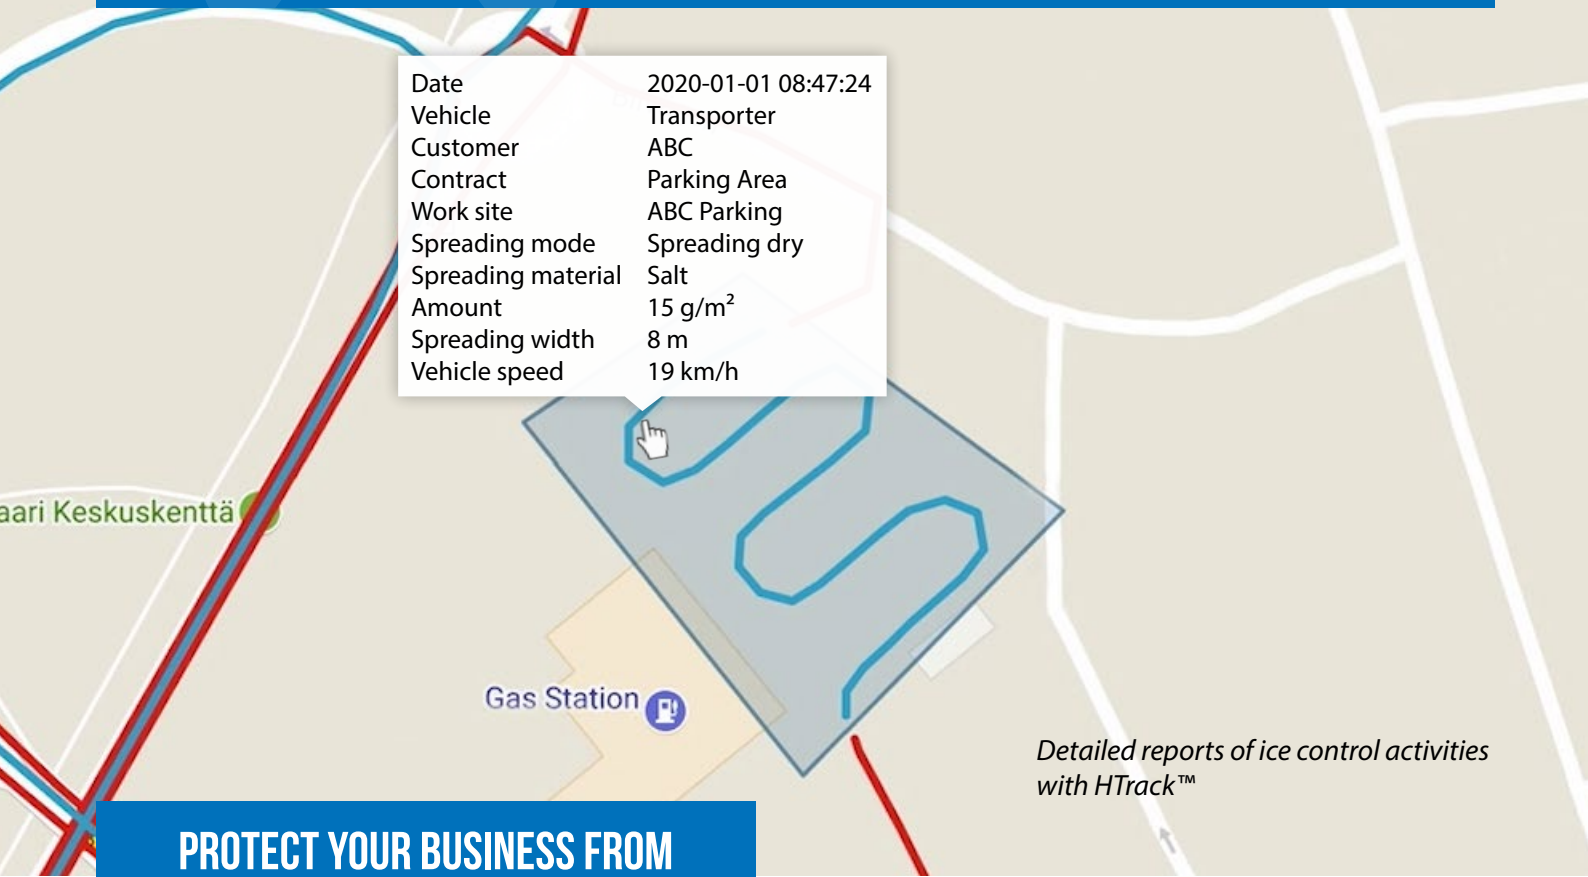 Date 2020-01-01 08:47:24
Vehicle Transporter
Customer ABC
Contract Parking Area
Work site ABC Parking
Spreading mode Spreading dry
Spreading material Salt
Amount 15 g/m²
Spreading width 8 m
Vehicle speed 19 km/h
aari Keskuskenttä
Gas Station
Detailed reports of ice control activities
with HTrack™
PROTECT YOUR BUSINESS FROM